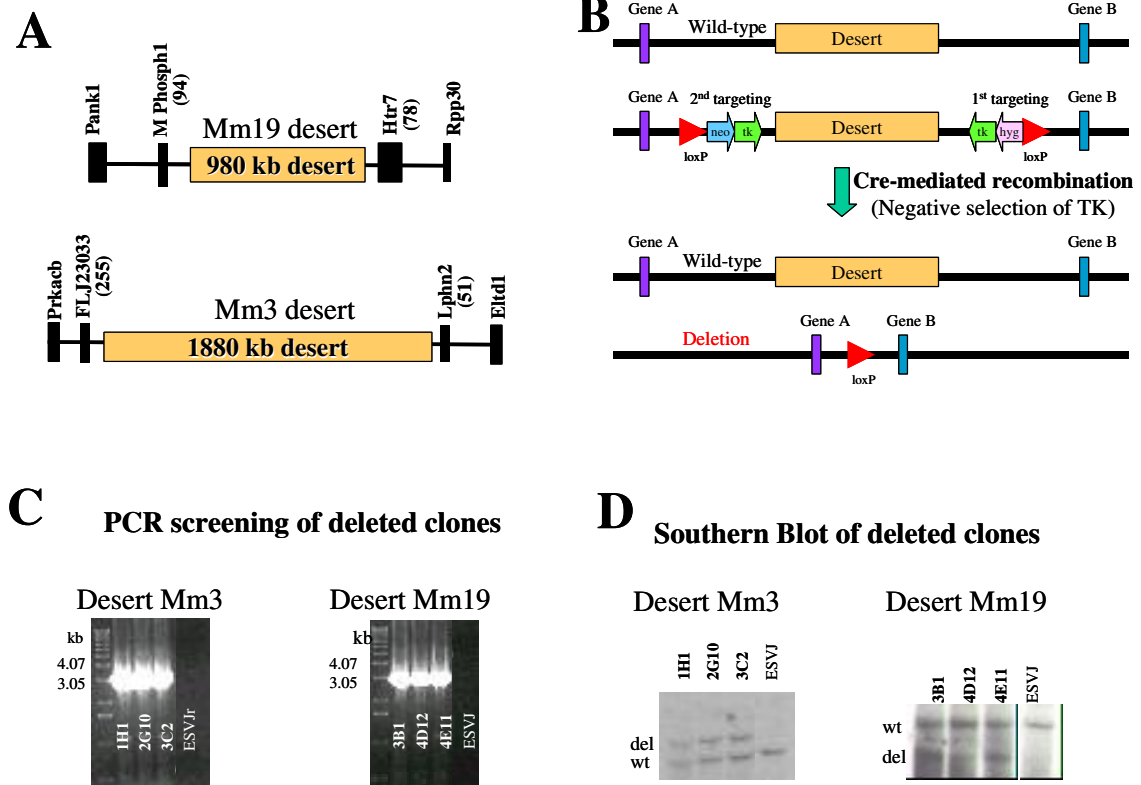 A
Pank1
M Phosph1
(94)
Htr7
(78)
Rpp30
Mm19 desert
980 kb desert
Prkacb
FLJ23033
(255)
Lphn2
(51)
Eltd1
Mm3 desert
1880 kb desert
B
Gene A
Wild-type
Desert
Gene B
Gene A
2nd targeting
1st targeting
Gene B
neo
tk
Desert
tk
hyg
loxP
loxP
Cre-mediated recombination
(Negative selection of TK)
Gene A
Wild-type
Desert
Gene B
Deletion
Gene A
Gene B
loxP
C
PCR screening of deleted clones
Desert Mm3
kb
4.07
3.05
1H1
2G10
3C2
ESVJr
Desert Mm19
kb
4.07
3.05
3B1
4D12
4E11
ESVJ
D
Southern Blot of deleted clones
Desert Mm3
1H1
2G10
3C2
ESVJ
del
wt
Desert Mm19
3B1
4D12
4E11
ESVJ
wt
del